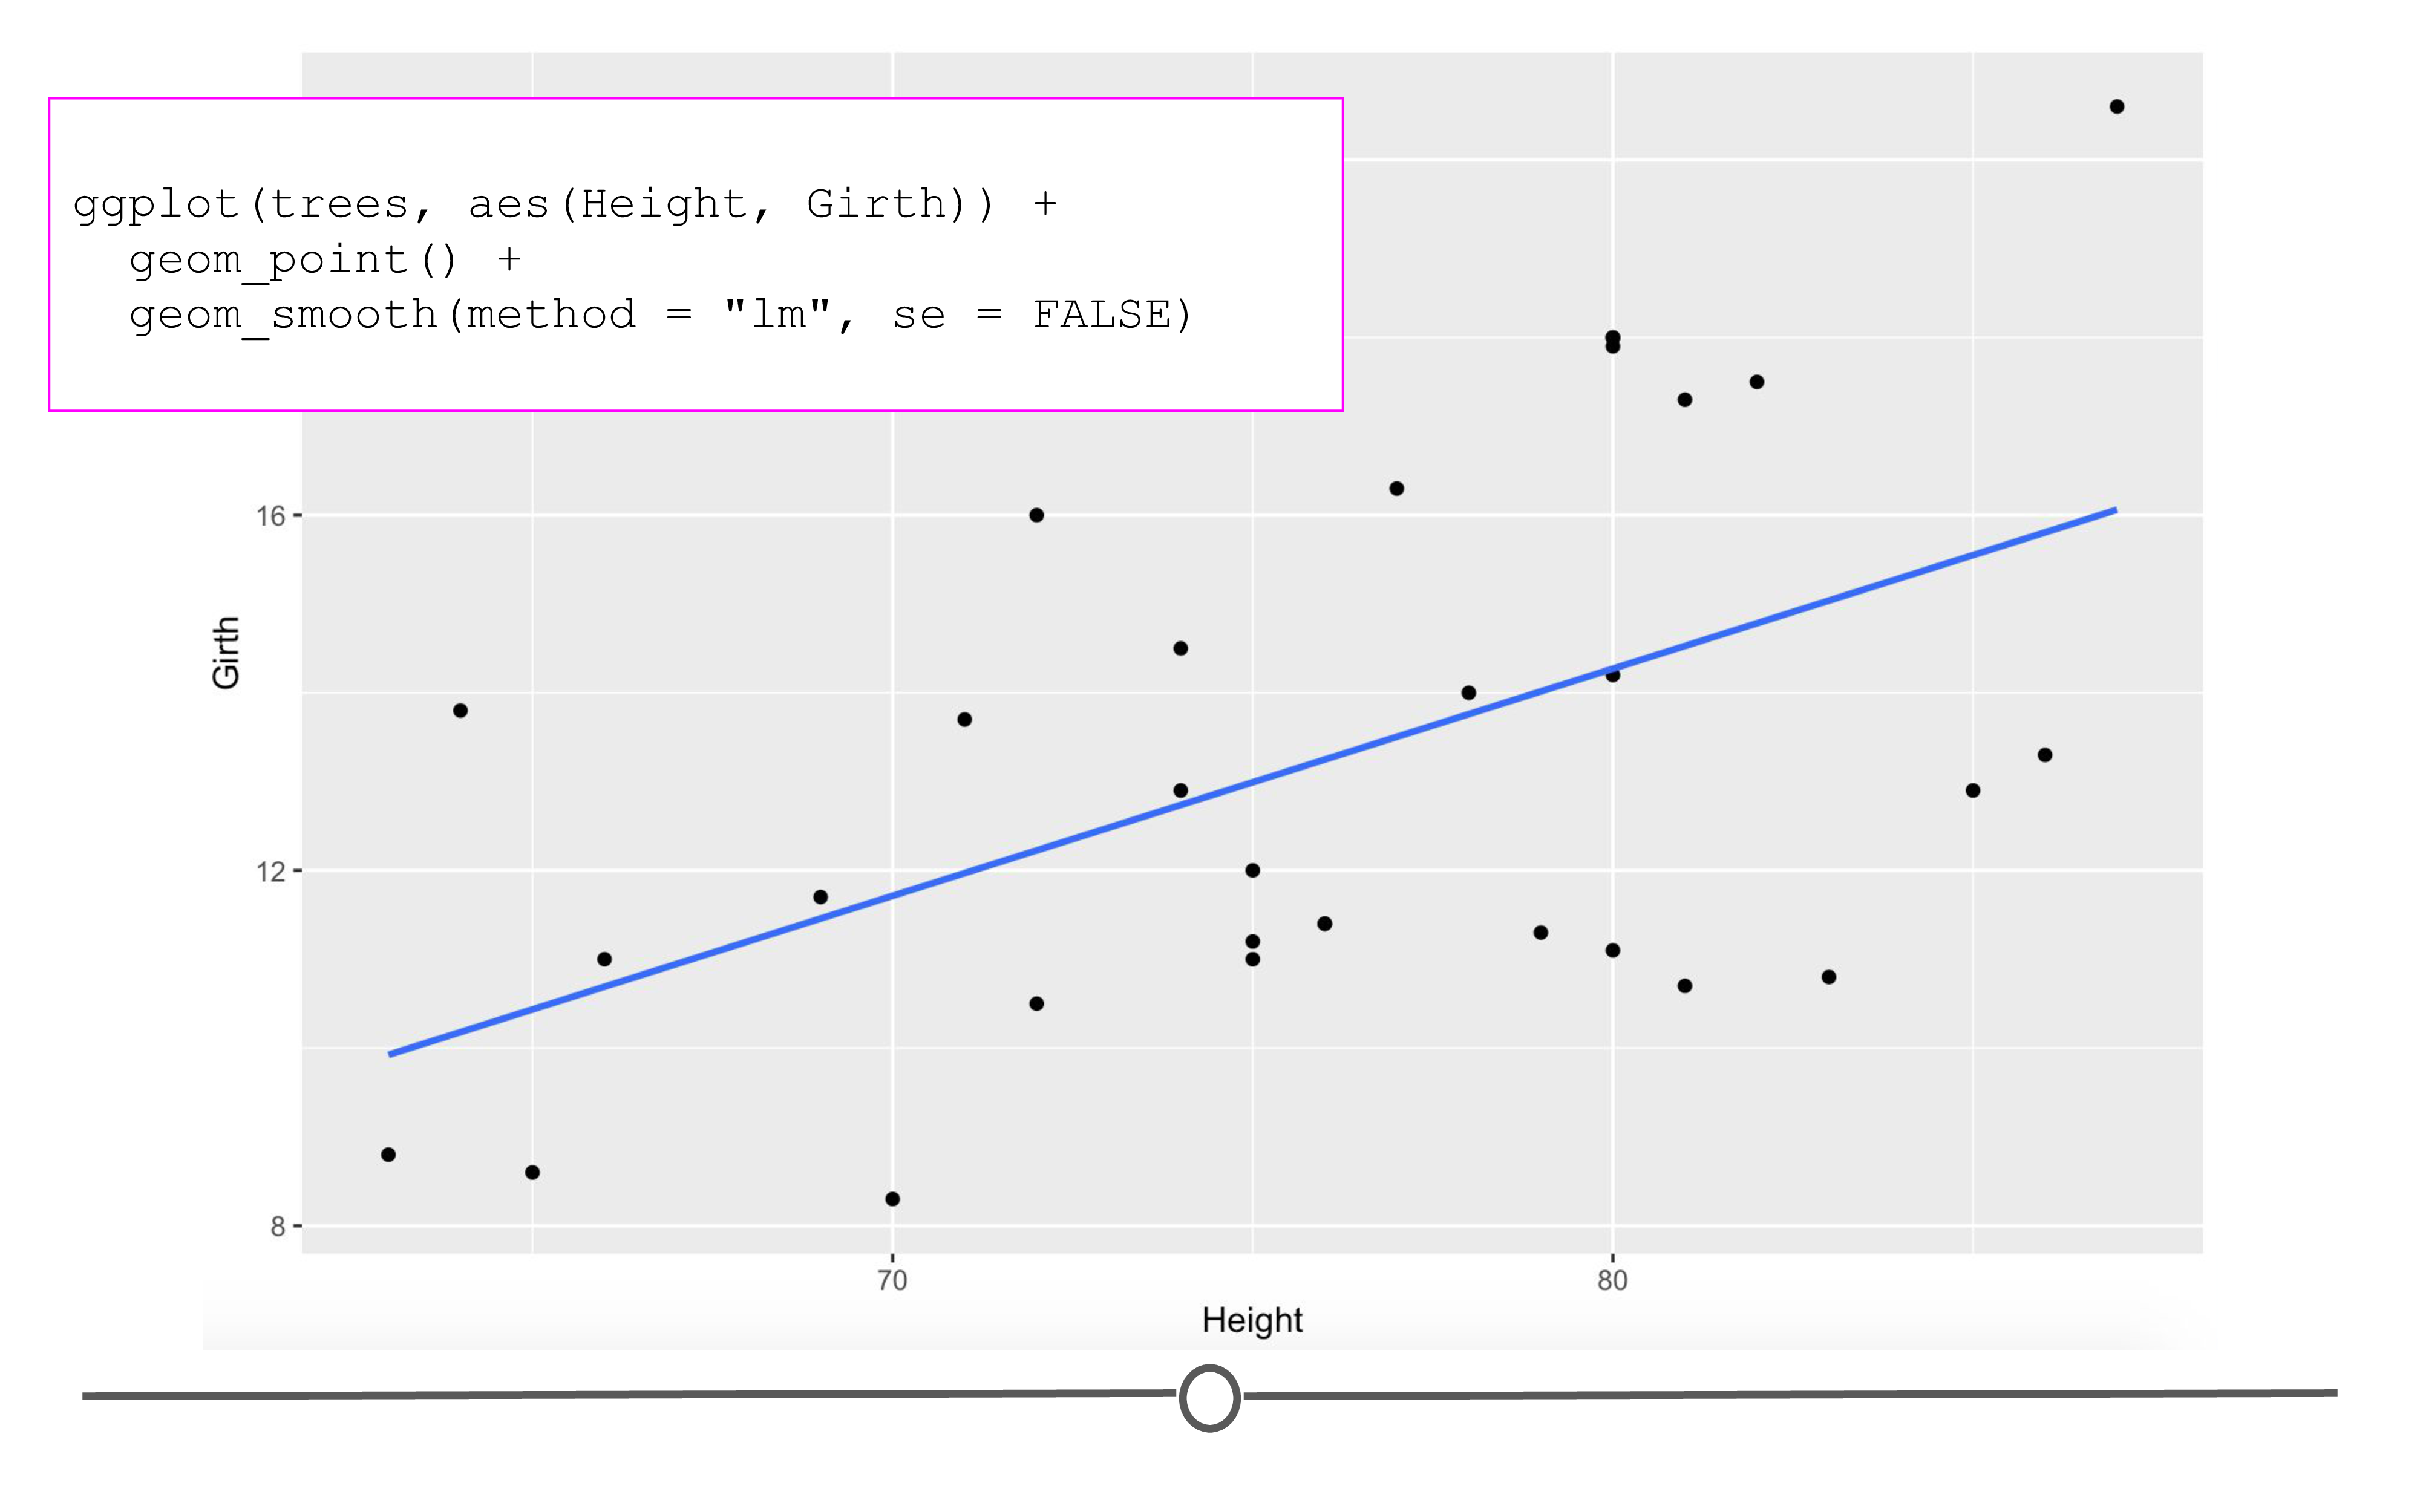 ggplot(trees, aes(Height, Girth)) +
  geom_point() +
  geom_smooth(method = "lm", se = FALSE)
16
Girth
12
8
70
80
Height